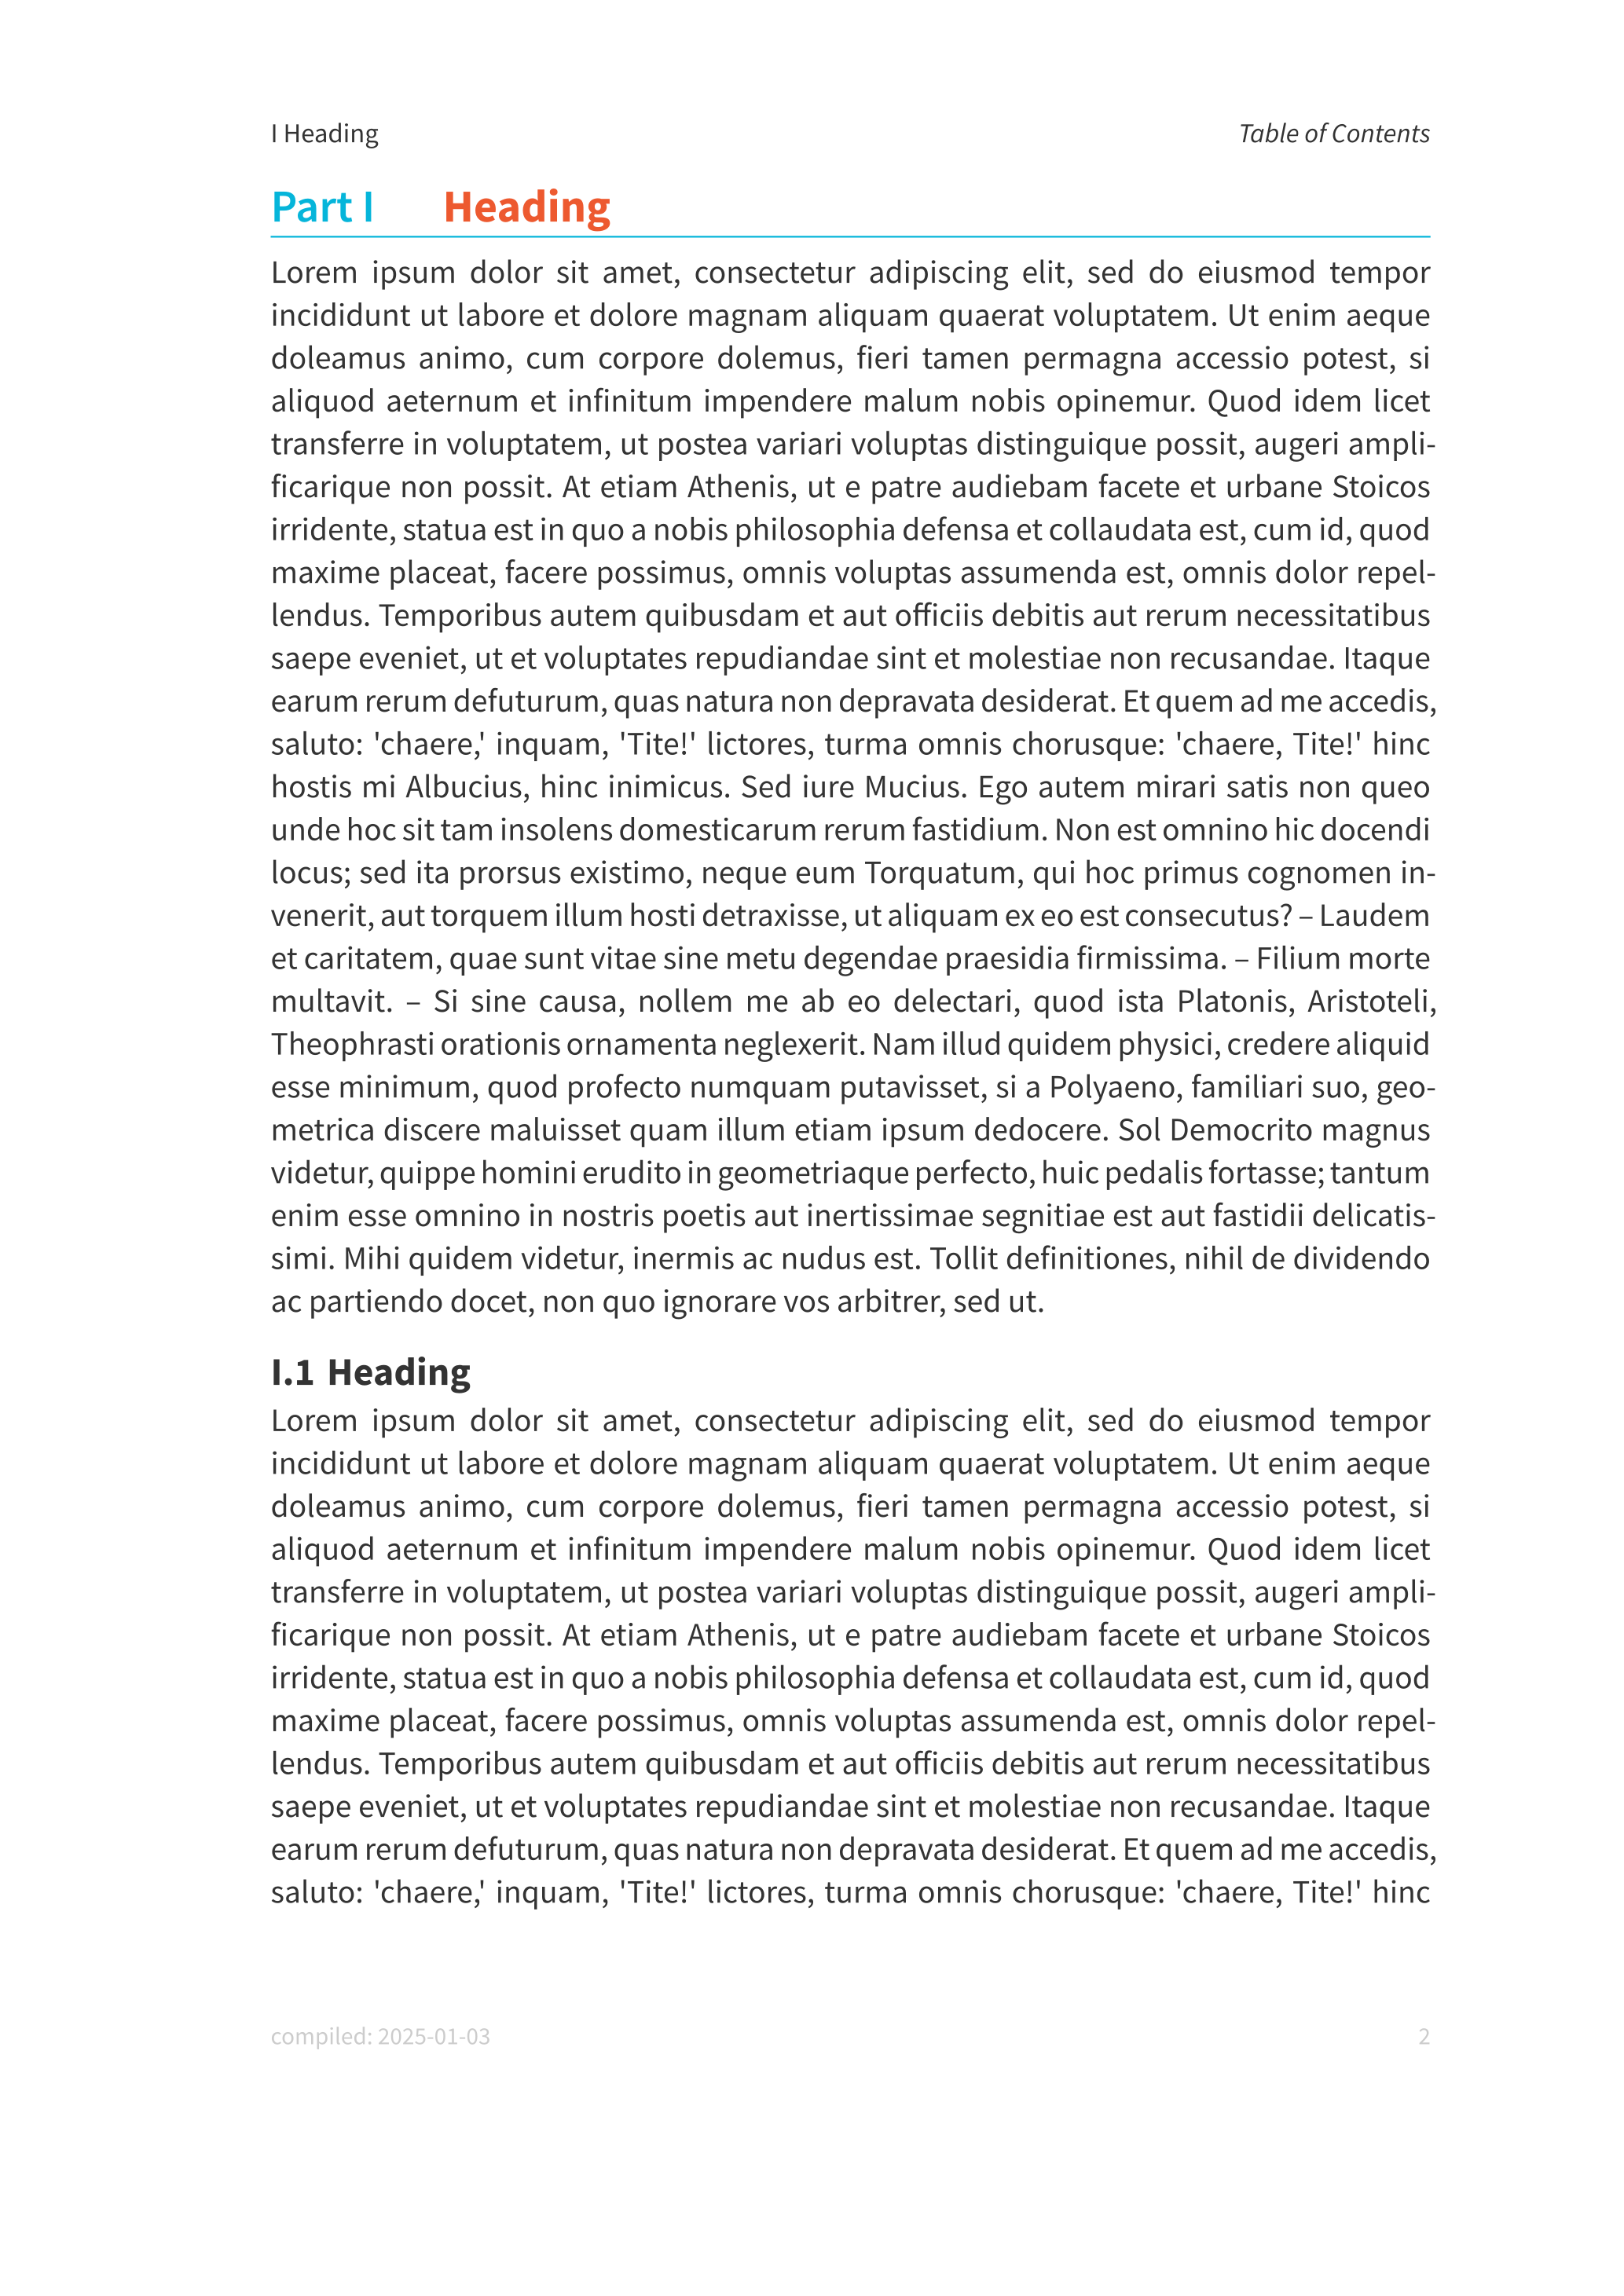 I Heading
Table of Contents
Part I Heading
Lorem ipsum dolor sit amet, consectetur adipiscing elit, sed do eiusmod tempor
incididunt ut labore et dolore magnam aliquam quaerat voluptatem. Ut enim aeque
doleamus animo, cum corpore dolemus, fieri tamen permagna accessio potest, si
aliquod aeternum et infinitum impendere malum nobis opinemur. Quod idem licet
transferre in voluptatem, ut postea variari voluptas distinguique possit, augeri ampli-
ficarique non possit. At etiam Athenis, ut e patre audiebam facete et urbane Stoicos
irridente, statua est in quo a nobis philosophia defensa et collaudata est, cum id, quod
maxime placeat, facere possimus, omnis voluptas assumenda est, omnis dolor repel-
lendus. Temporibus autem quibusdam et aut officiis debitis aut rerum necessitatibus
saepe eveniet, ut et voluptates repudiandae sint et molestiae non recusandae. Itaque
earum rerum defuturum, quas natura non depravata desiderat. Et quem ad me accedis,
saluto: 'chaere,' inquam, 'Tite!' lictores, turma omnis chorusque: 'chaere, Tite!' hinc
hostis mi Albucius, hinc inimicus. Sed iure Mucius. Ego autem mirari satis non queo
unde hoc sit tam insolens domesticarum rerum fastidium. Non est omnino hic docendi
locus; sed ita prorsus existimo, neque eum Torquatum, qui hoc primus cognomen in-
venerit, aut torquem illum hosti detraxisse, ut aliquam ex eo est consecutus? – Laudem
et caritatem, quae sunt vitae sine metu degendae praesidia firmissima. – Filium morte
multavit. – Si sine causa, nollem me ab eo delectari, quod ista Platonis, Aristoteli,
Theophrasti orationis ornamenta neglexerit. Nam illud quidem physici, credere aliquid
esse minimum, quod profecto numquam putavisset, si a Polyaeno, familiari suo, geo-
metrica discere maluisset quam illum etiam ipsum dedocere. Sol Democrito magnus
videtur, quippe homini erudito in geometriaque perfecto, huic pedalis fortasse; tantum
enim esse omnino in nostris poetis aut inertissimae segnitiae est aut fastidii delicatis-
simi. Mihi quidem videtur, inermis ac nudus est. Tollit definitiones, nihil de dividendo
ac partiendo docet, non quo ignorare vos arbitrer, sed ut.
I.1 Heading
Lorem ipsum dolor sit amet, consectetur adipiscing elit, sed do eiusmod tempor
incididunt ut labore et dolore magnam aliquam quaerat voluptatem. Ut enim aeque
doleamus animo, cum corpore dolemus, fieri tamen permagna accessio potest, si
aliquod aeternum et infinitum impendere malum nobis opinemur. Quod idem licet
transferre in voluptatem, ut postea variari voluptas distinguique possit, augeri ampli-
ficarique non possit. At etiam Athenis, ut e patre audiebam facete et urbane Stoicos
irridente, statua est in quo a nobis philosophia defensa et collaudata est, cum id, quod
maxime placeat, facere possimus, omnis voluptas assumenda est, omnis dolor repel-
lendus. Temporibus autem quibusdam et aut officiis debitis aut rerum necessitatibus
saepe eveniet, ut et voluptates repudiandae sint et molestiae non recusandae. Itaque
earum rerum defuturum, quas natura non depravata desiderat. Et quem ad me accedis,
saluto: 'chaere,' inquam, 'Tite!' lictores, turma omnis chorusque: 'chaere, Tite!' hinc
compiled: 2025-01-03
2